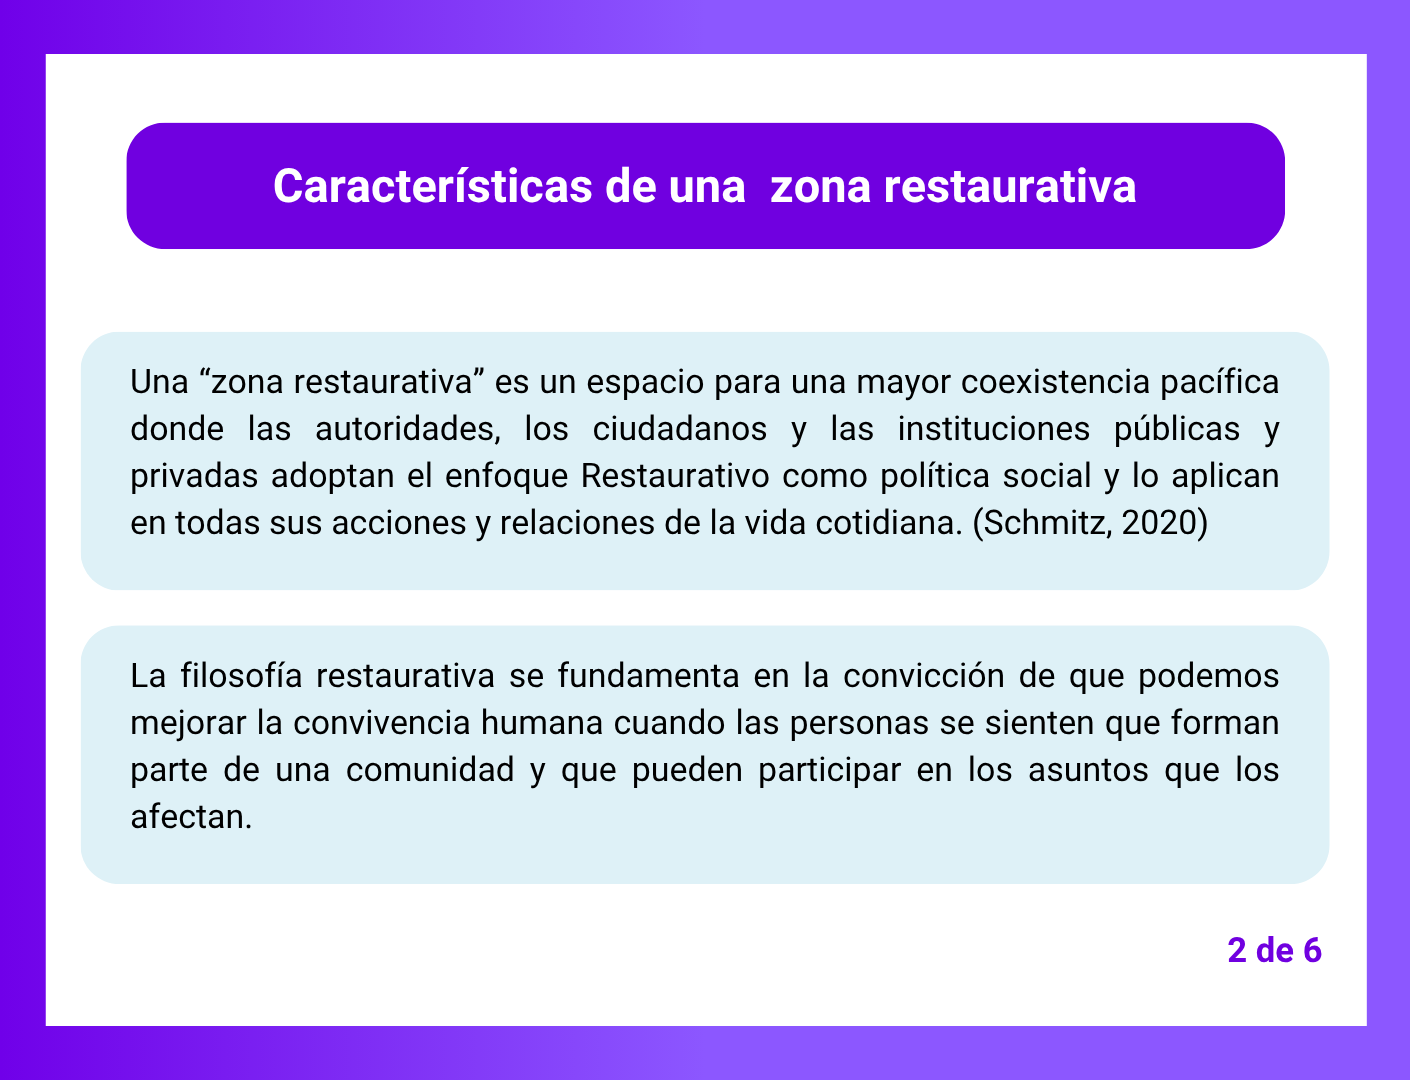 Características de una  zona restaurativa
Una “zona restaurativa” es un espacio para una mayor coexistencia pacífica
donde las autoridades, los ciudadanos y las instituciones públicas y
privadas adoptan el enfoque Restaurativo como política social y lo aplican
en todas sus acciones y relaciones de la vida cotidiana. (Schmitz, 2020)
La filosofía restaurativa se fundamenta en la convicción de que podemos
mejorar la convivencia humana cuando las personas se sienten que forman
parte de una comunidad y que pueden participar en los asuntos que los
afectan.
2 de 6